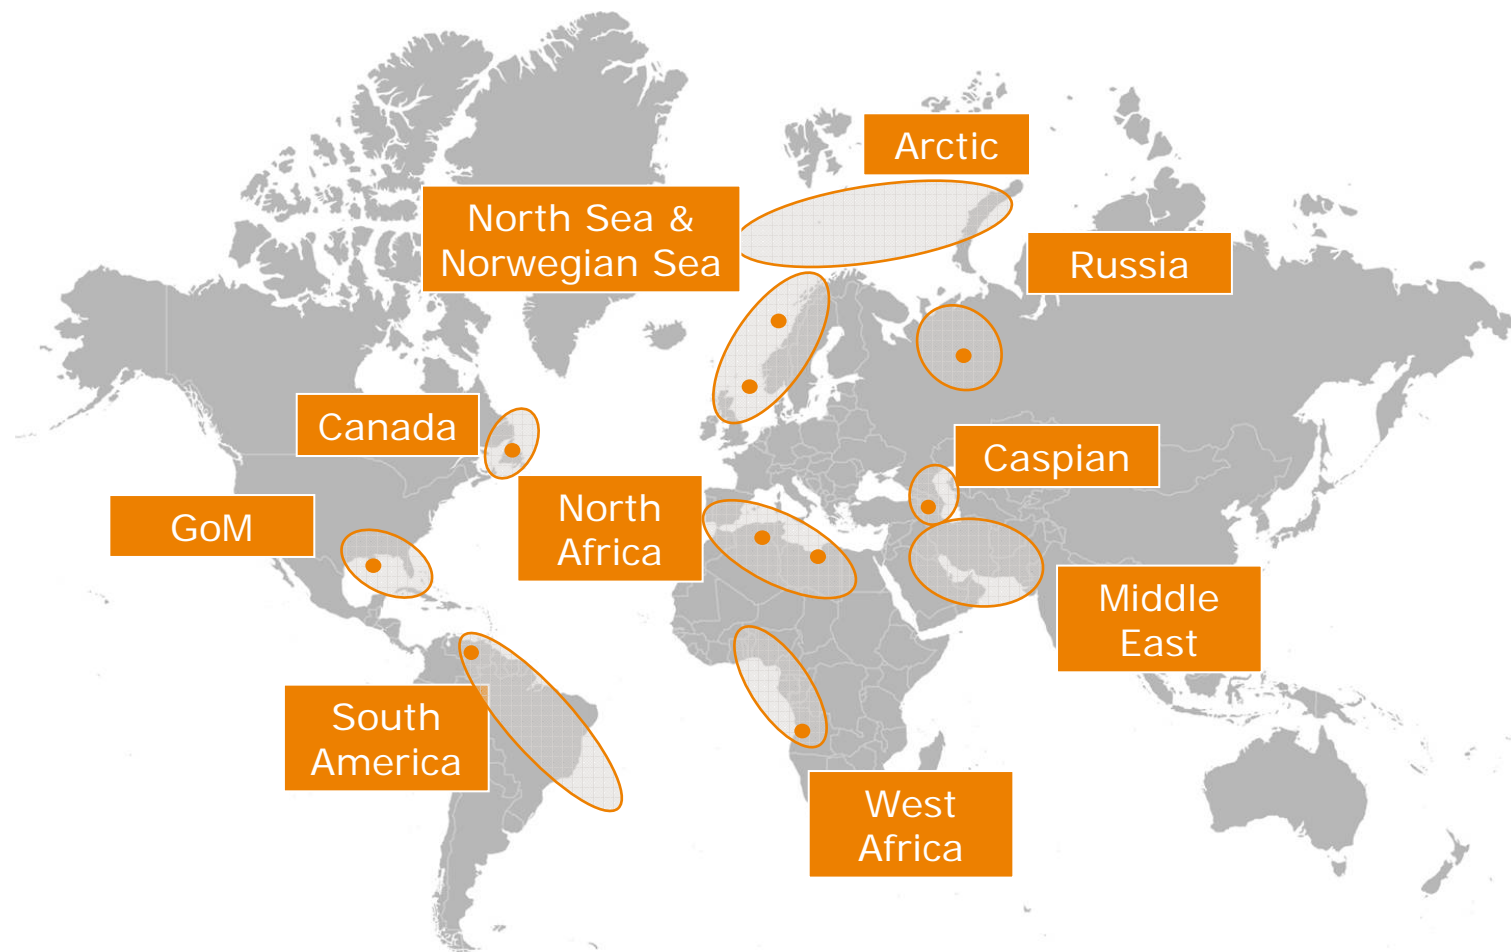 Arctic
North Sea &
Norwegian Sea
Russia
Canada
Caspian
GoM
North
Africa
Middle
East
South
America
West
Africa